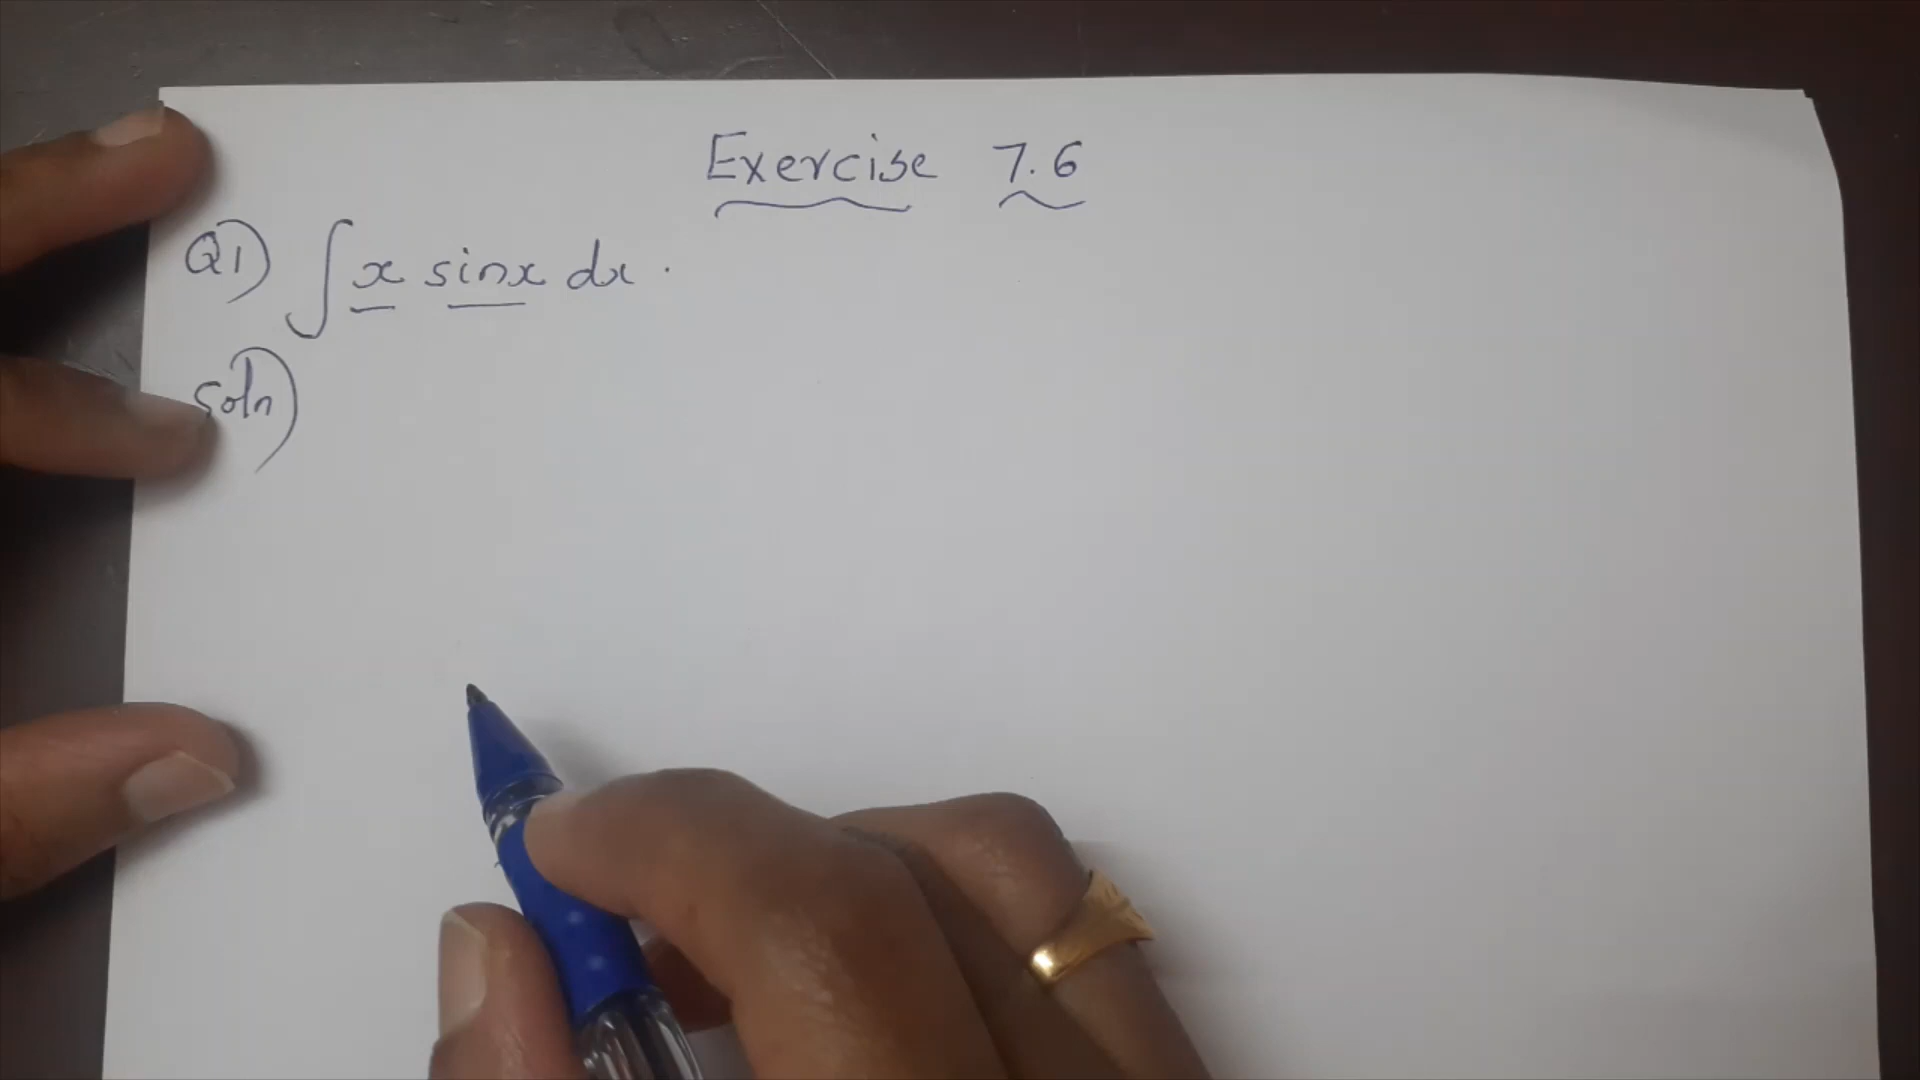 Exercise 7.6
Q1) ∫ x sinx dx .
Soln)